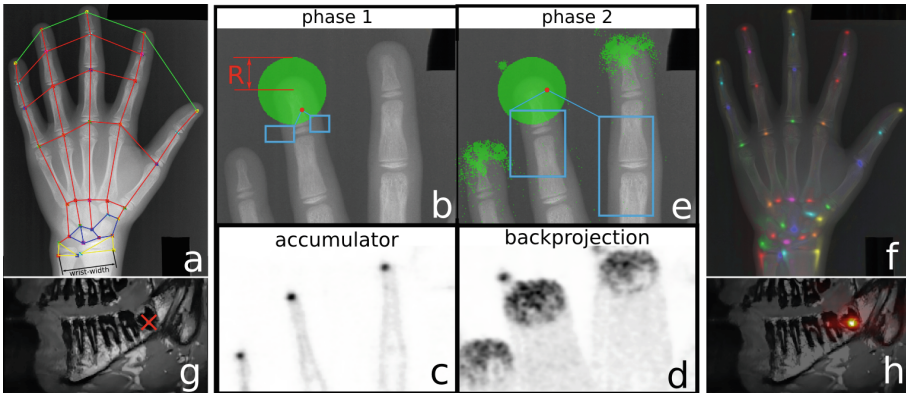 a
wrist-width
g
phase 1
R
b
phase 2
e
accumulator
c
backprojection
d
f
h